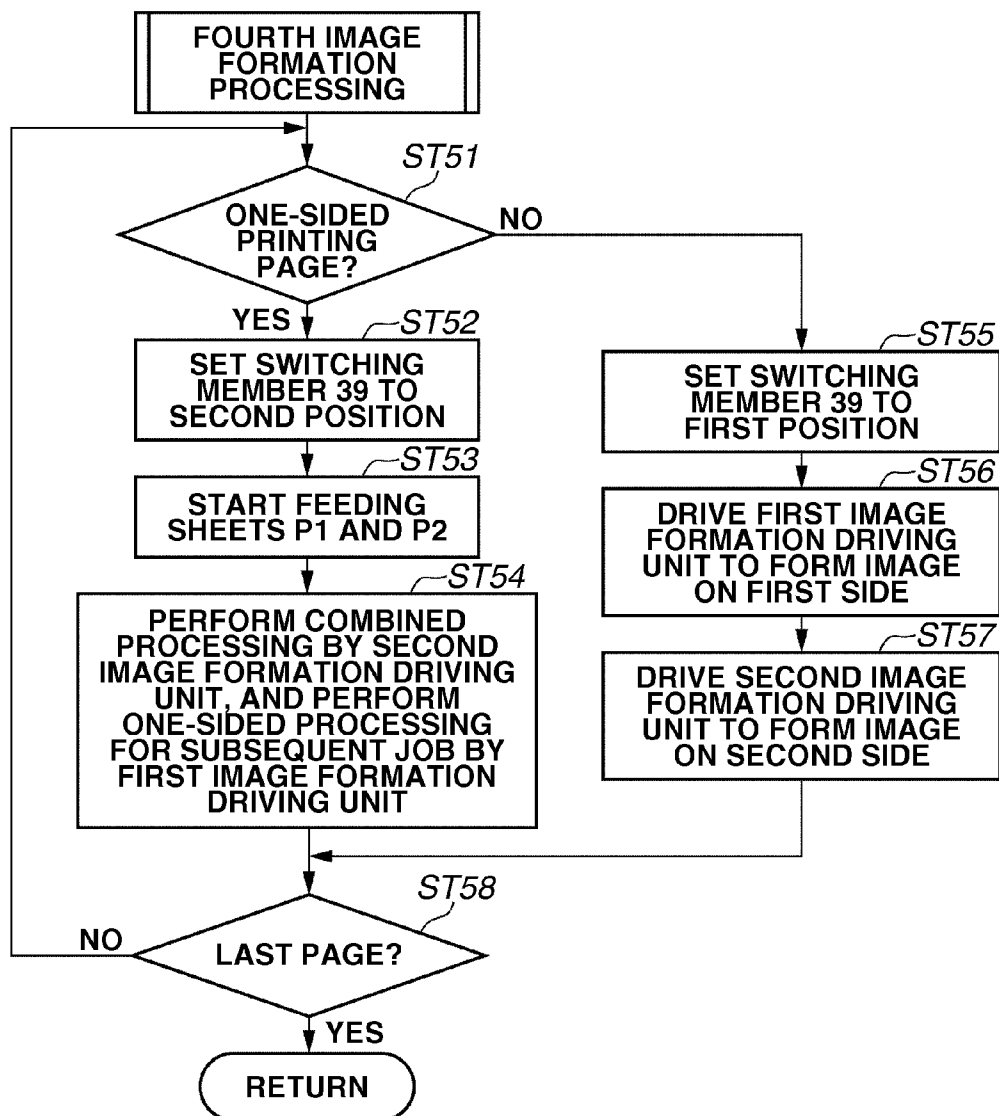 FOURTH IMAGE
FORMATION
PROCESSING
ST51
ONE-SIDED
PRINTING
PAGE?
NO
YES
ST52
SET SWITCHING
MEMBER 39 TO
SECOND POSITION
ST53
START FEEDING
SHEETS P1 AND P2
ST54
PERFORM COMBINED
PROCESSING BY SECOND
IMAGE FORMATION DRIVING
UNIT, AND PERFORM
ONE-SIDED PROCESSING
FOR SUBSEQUENT JOB BY
FIRST IMAGE FORMATION
DRIVING UNIT
ST55
SET SWITCHING
MEMBER 39 TO
FIRST POSITION
ST56
DRIVE FIRST IMAGE
FORMATION DRIVING
UNIT TO FORM IMAGE
ON FIRST SIDE
ST57
DRIVE SECOND IMAGE
FORMATION DRIVING
UNIT TO FORM IMAGE
ON SECOND SIDE
ST58
NO
LAST PAGE?
YES
RETURN